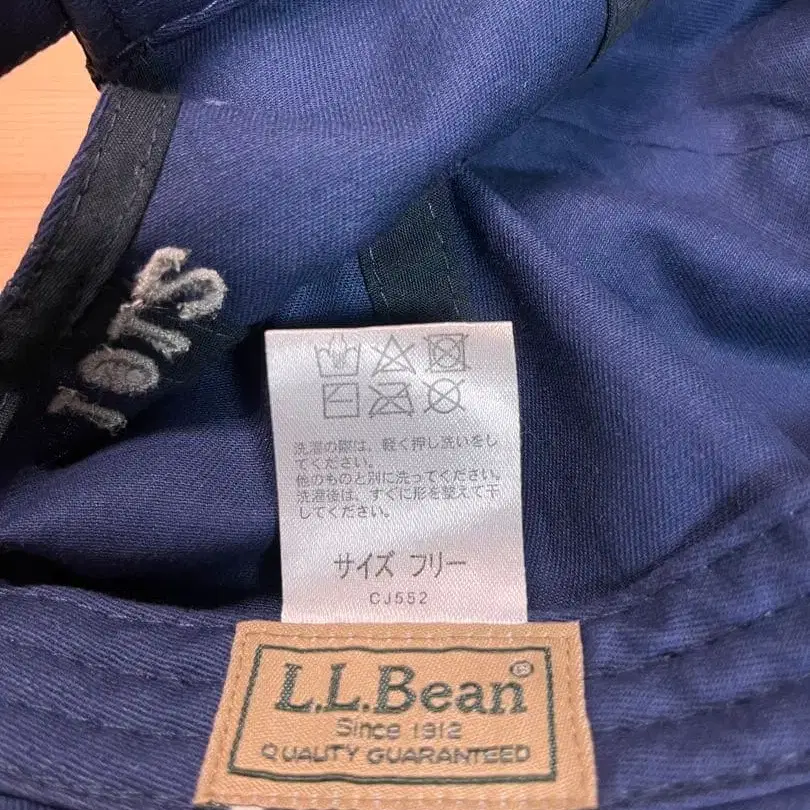 洗濯の際は、軽く押し洗いをし
てください。
他のものと別に洗ってください。
洗濯後は、すぐに形を整えて干
してください。
サイズ フリー
CJ552
L.L.Bean®
Since 1912
QUALITY GUARANTEED